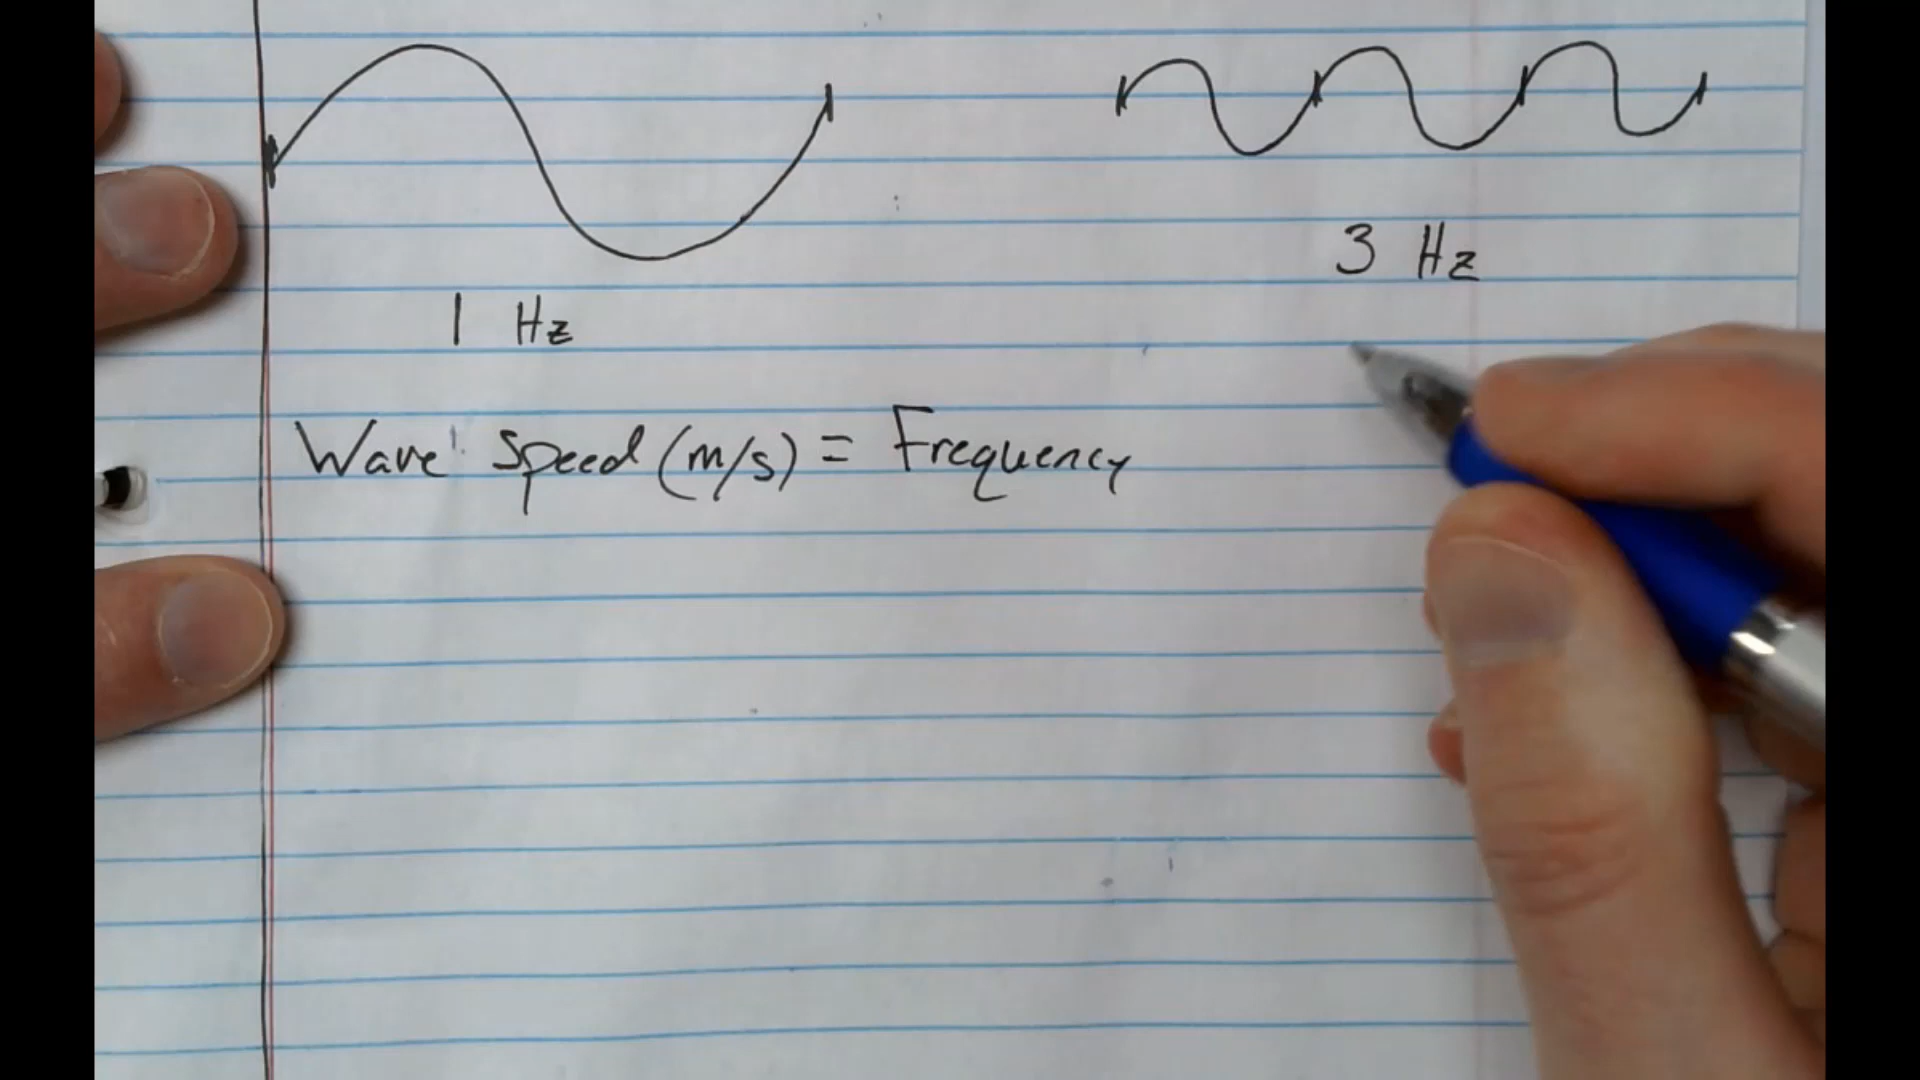 3 Hz
1 Hz
Wave speed (m/s) = Frequency